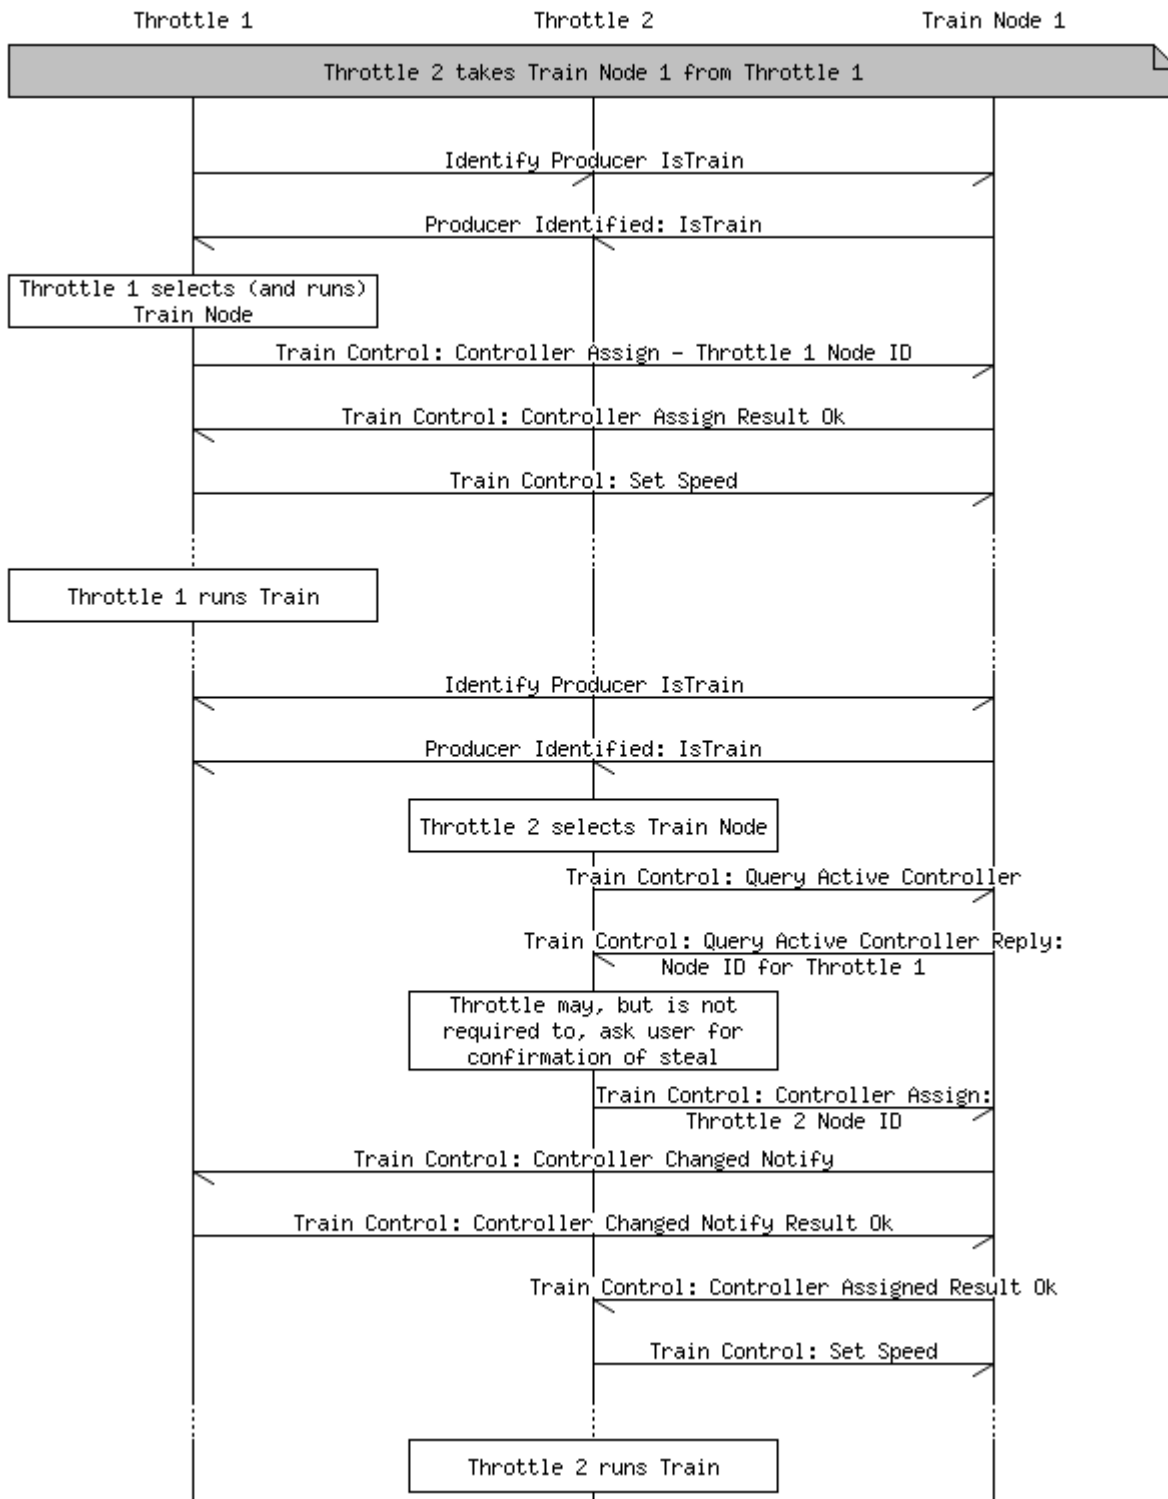 Throttle 1 Throttle 2 Train Node 1
Throttle 2 takes Train Node 1 from Throttle 1
Identify Producer IsTrain
Producer Identified: IsTrain
Throttle 1 selects (and runs)
Train Node
Train Control: Controller Assign - Throttle 1 Node ID
Train Control: Controller Assign Result Ok
Train Control: Set Speed
Throttle 1 runs Train
Identify Producer IsTrain
Producer Identified: IsTrain
Throttle 2 selects Train Node
Train Control: Query Active Controller
Train Control: Query Active Controller Reply:
Node ID for Throttle 1
Throttle may, but is not
required to, ask user for
confirmation of steal
Train Control: Controller Assign:
Throttle 2 Node ID
Train Control: Controller Changed Notify
Train Control: Controller Changed Notify Result Ok
Train Control: Controller Assigned Result Ok
Train Control: Set Speed
Throttle 2 runs Train